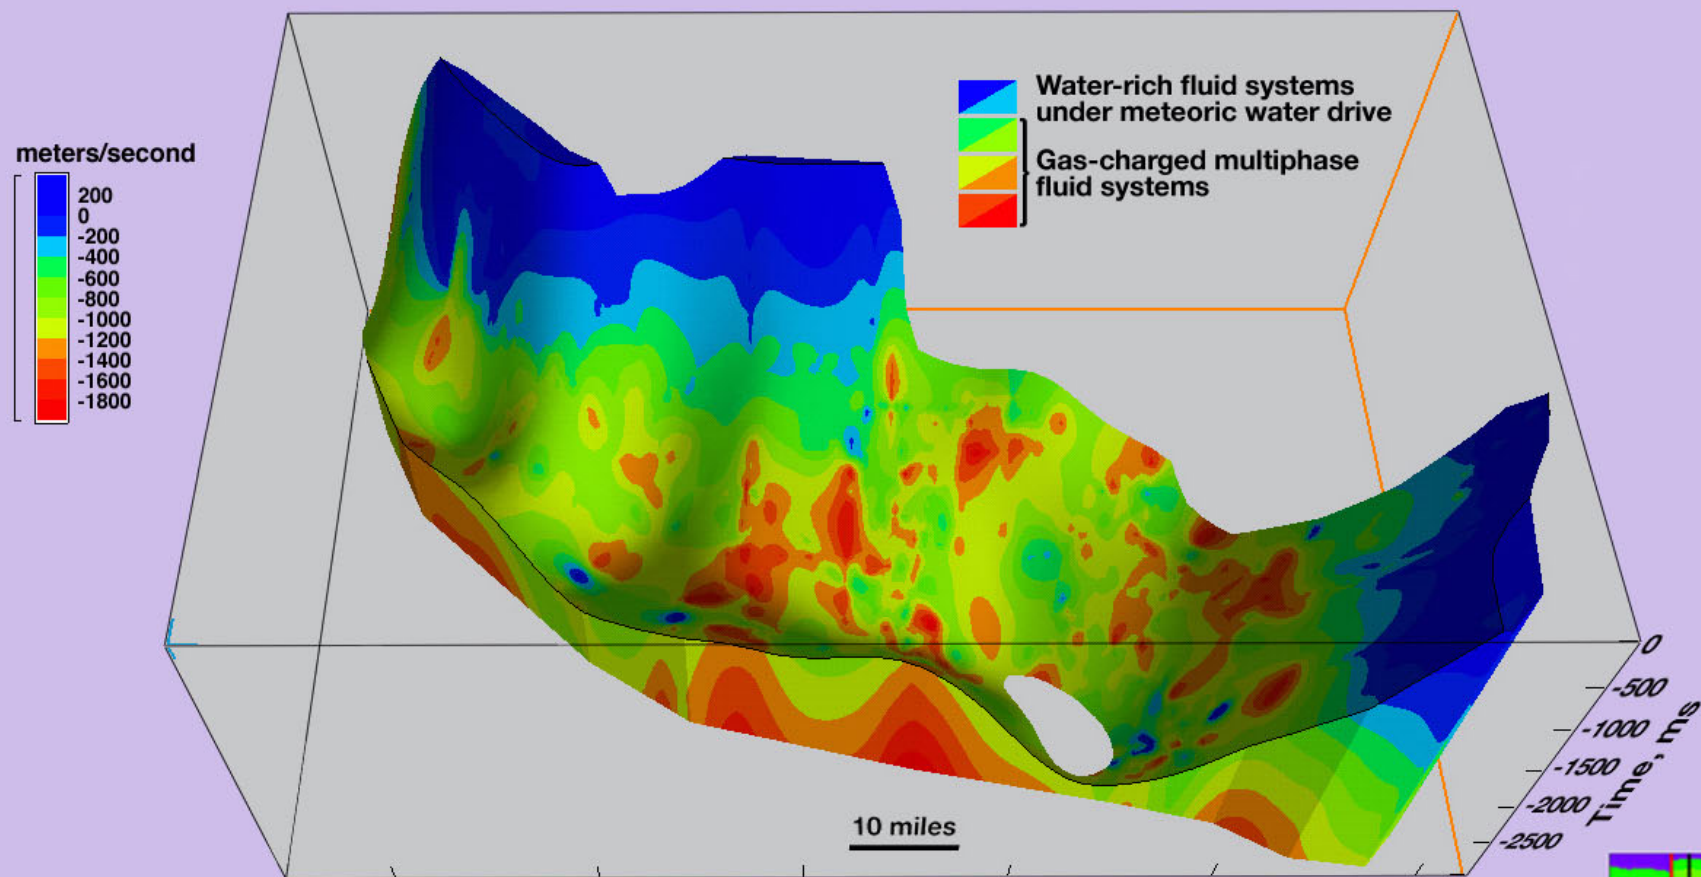 Water-rich fluid systems
under meteoric water drive
Gas-charged multiphase
fluid systems
meters/second
200
0
-200
-400
-600
-800
-1000
-1200
-1400
-1600
-1800
0
-500
-1000
-1500
-2000
-2500
Time, ms
10 miles